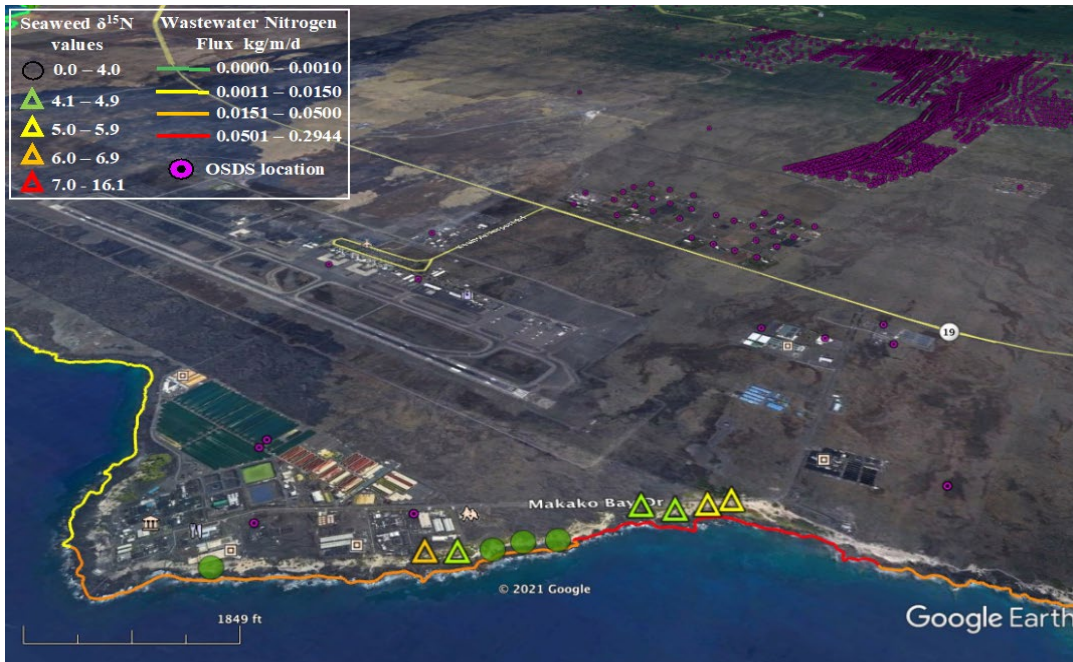 Seaweed δ¹⁵N
values
0.0 – 4.0
4.1 – 4.9
5.0 – 5.9
6.0 – 6.9
7.0 - 16.1
Wastewater Nitrogen
Flux kg/m/d
0.0000 – 0.0010
0.0011 – 0.0150
0.0151 – 0.0500
0.0501 – 0.2944
OSDS location
19
Makako Bay Dr
© 2021 Google
1849 ft
Google Earth